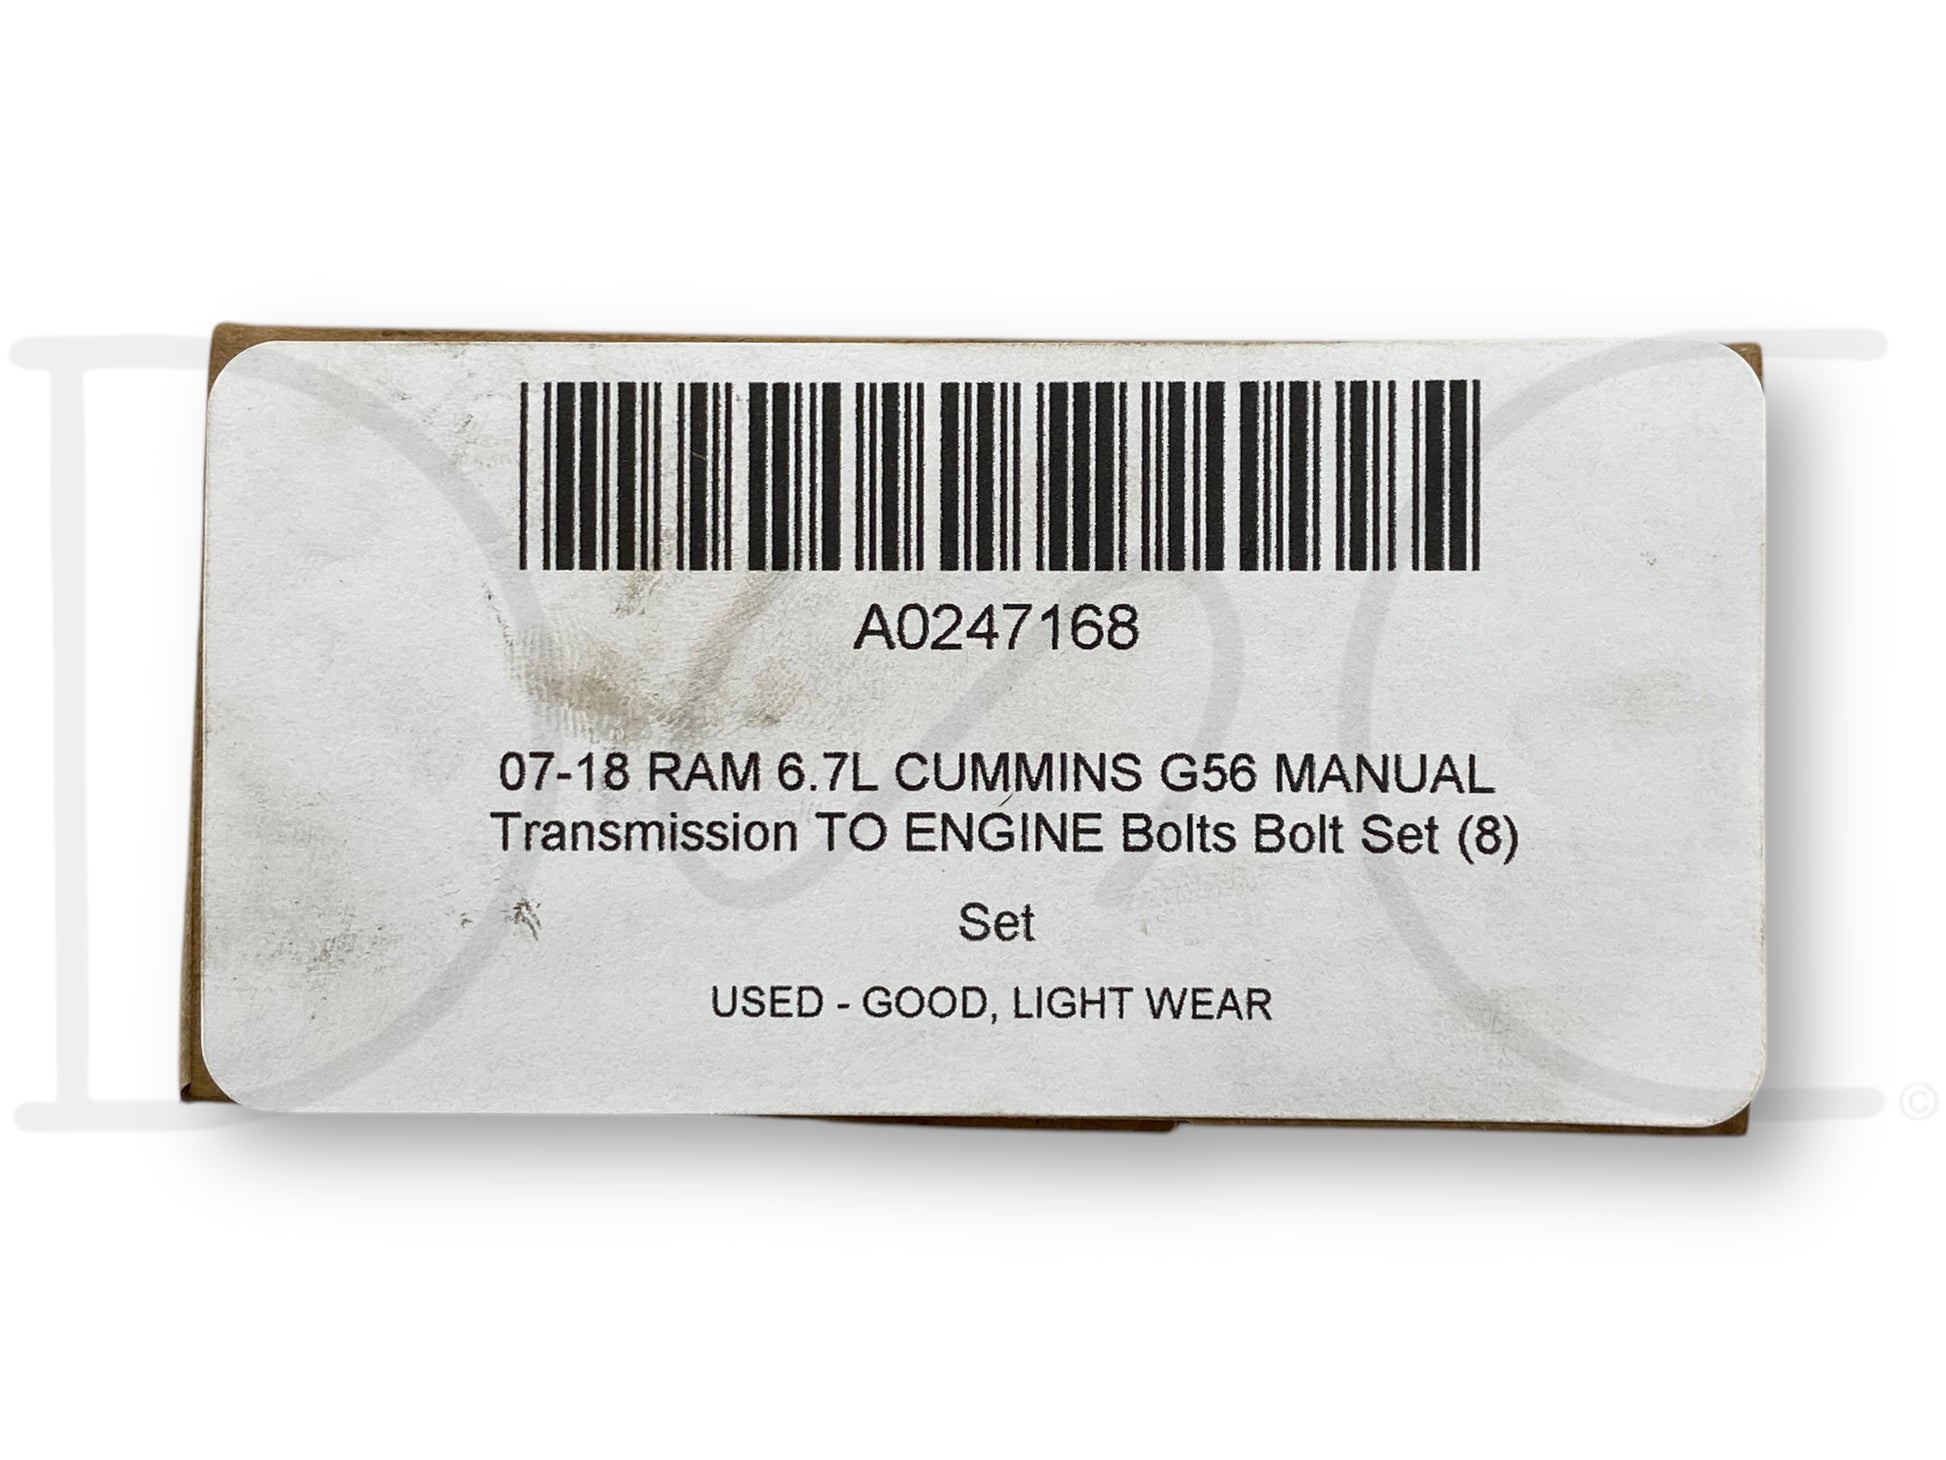 A0247168
07-18 RAM 6.7L CUMMINS G56 MANUAL
Transmission TO ENGINE Bolts Bolt Set (8)
Set
USED - GOOD, LIGHT WEAR
©